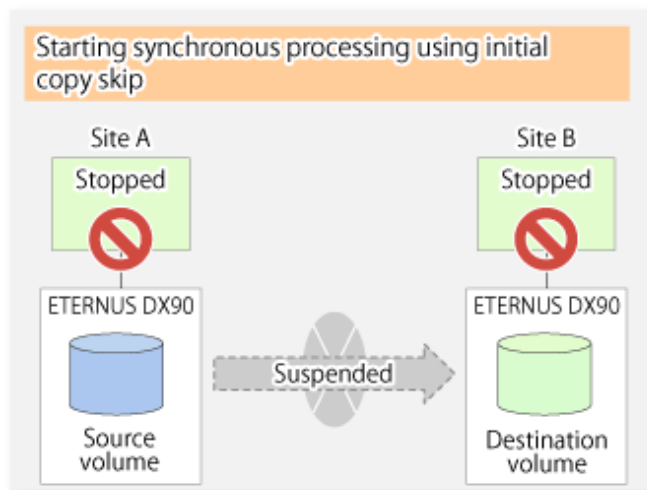 Starting synchronous processing using initial
copy skip
Site A
Site B
Stopped
Stopped
ETERNUS DX90
ETERNUS DX90
Suspended
Source
volume
Destination
volume